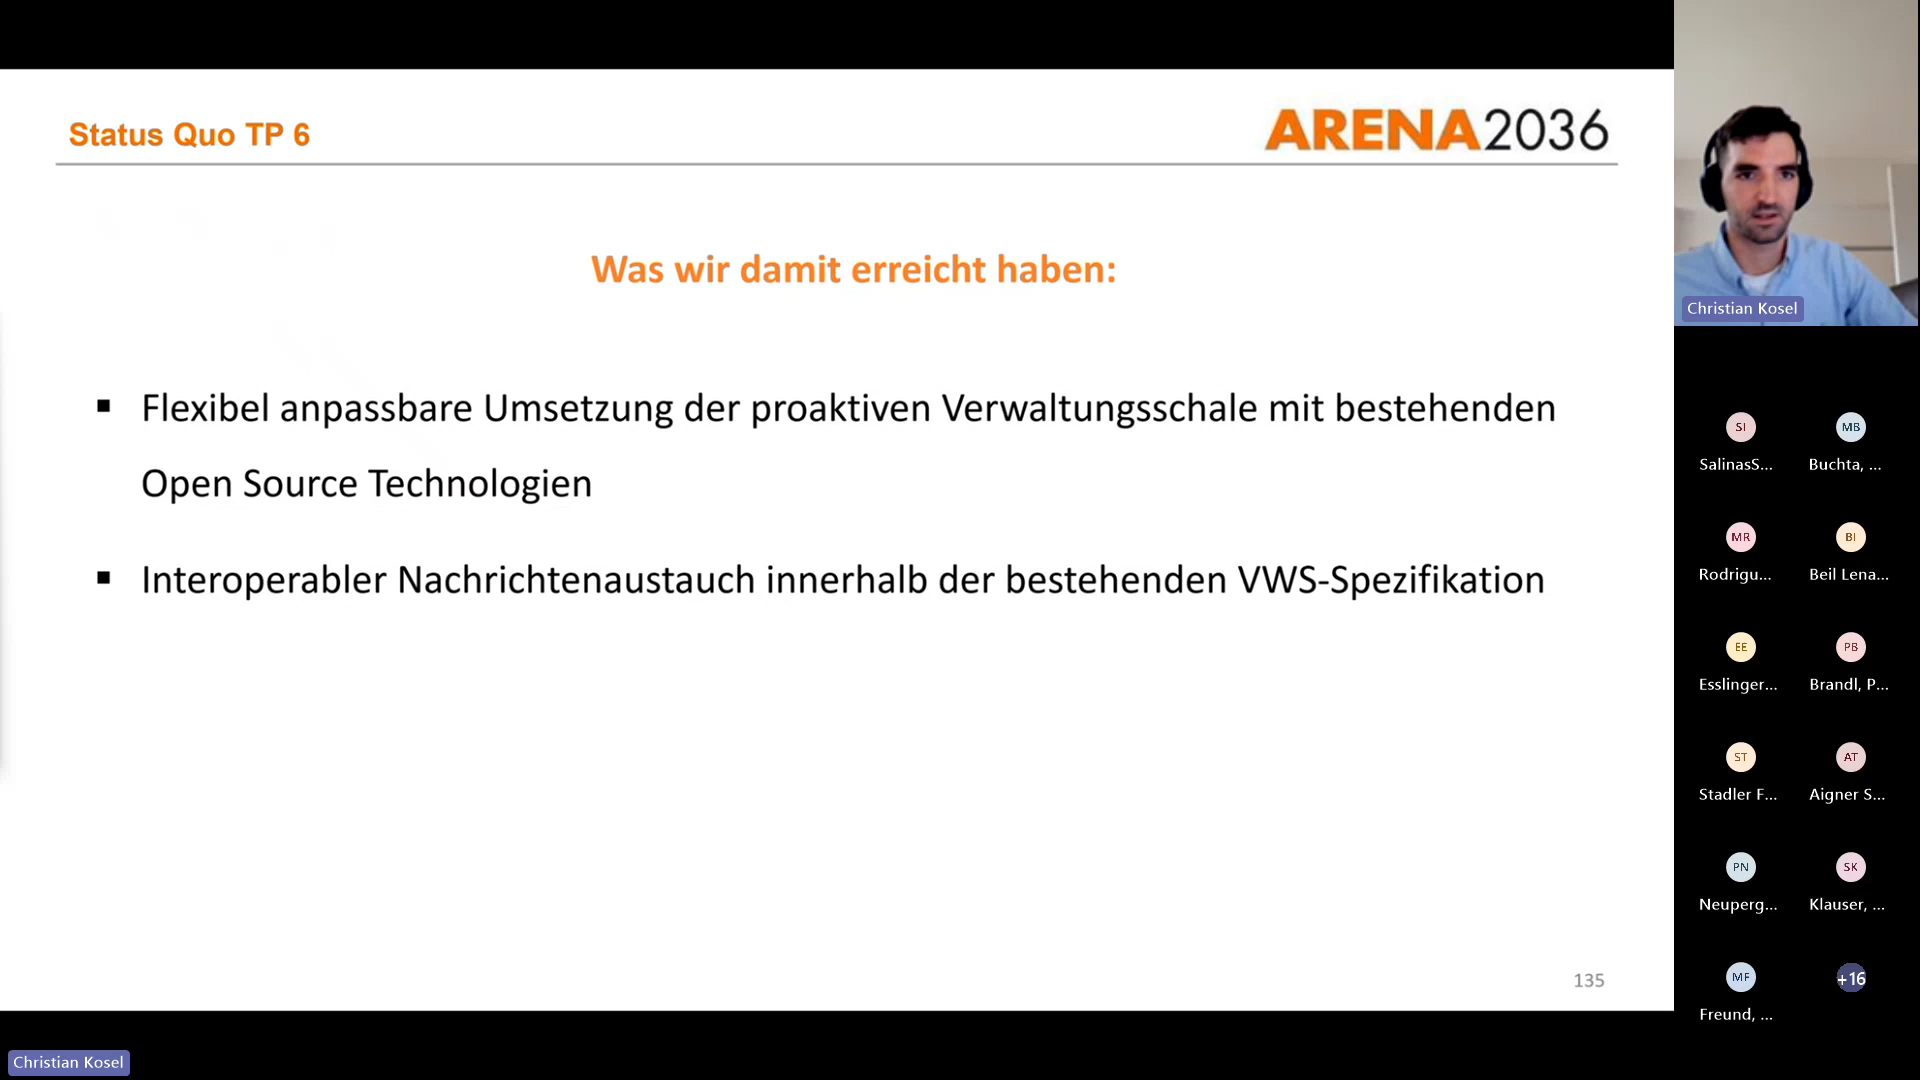 Status Quo TP 6
ARENA2036
Was wir damit erreicht haben:
▪ Flexibel anpassbare Umsetzung der proaktiven Verwaltungsschale mit bestehenden
Open Source Technologien
▪ Interoperabler Nachrichtenaustauch innerhalb der bestehenden VWS-Spezifikation
135
Christian Kosel
Christian Kosel
SI MB
SalinasS... Buchta, ...
MR BI
Rodrigu... Beil Lena...
EE PB
Esslinger... Brandl, P...
ST AT
Stadler F... Aigner S...
PN SK
Neuperg... Klauser, ...
MF +16
Freund, ...